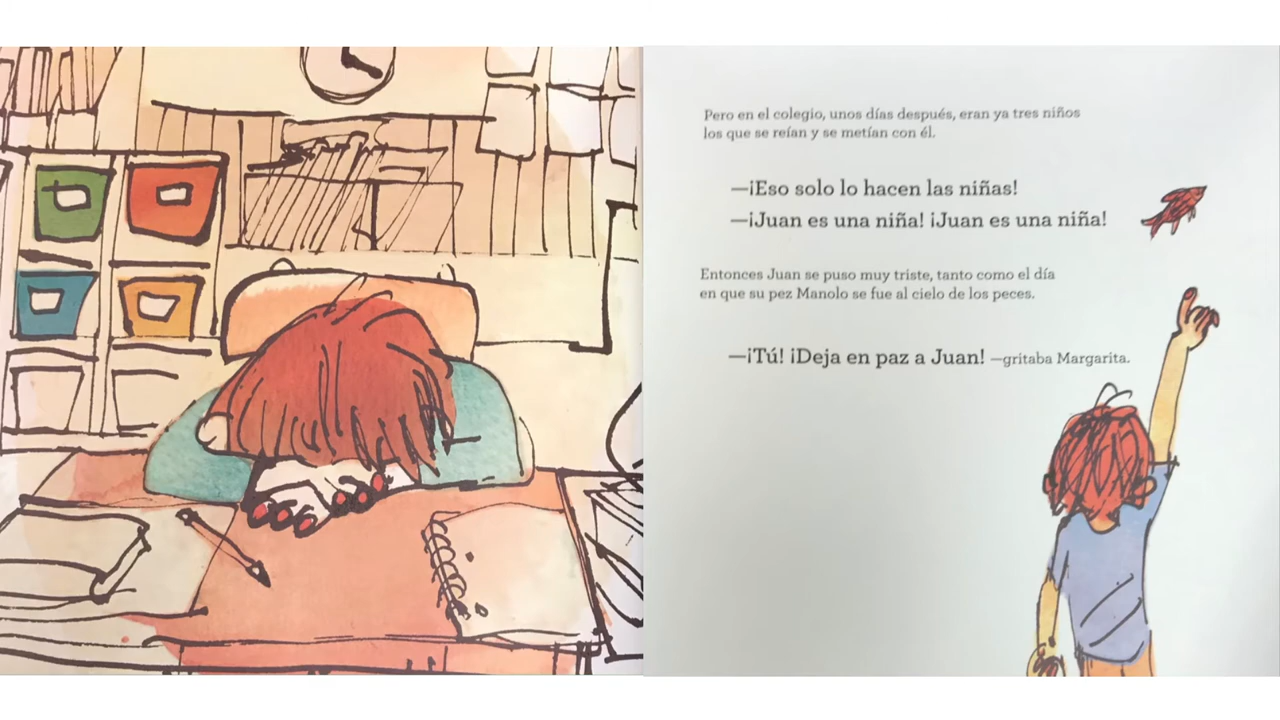 Pero en el colegio, unos días después, eran ya tres niños
los que se reían y se metían con él.
—¡Eso solo lo hacen las niñas!
—¡Juan es una niña! ¡Juan es una niña!
Entonces Juan se puso muy triste, tanto como el día
en que su pez Manolo se fue al cielo de los peces.
—¡Tú! ¡Deja en paz a Juan! —gritaba Margarita.